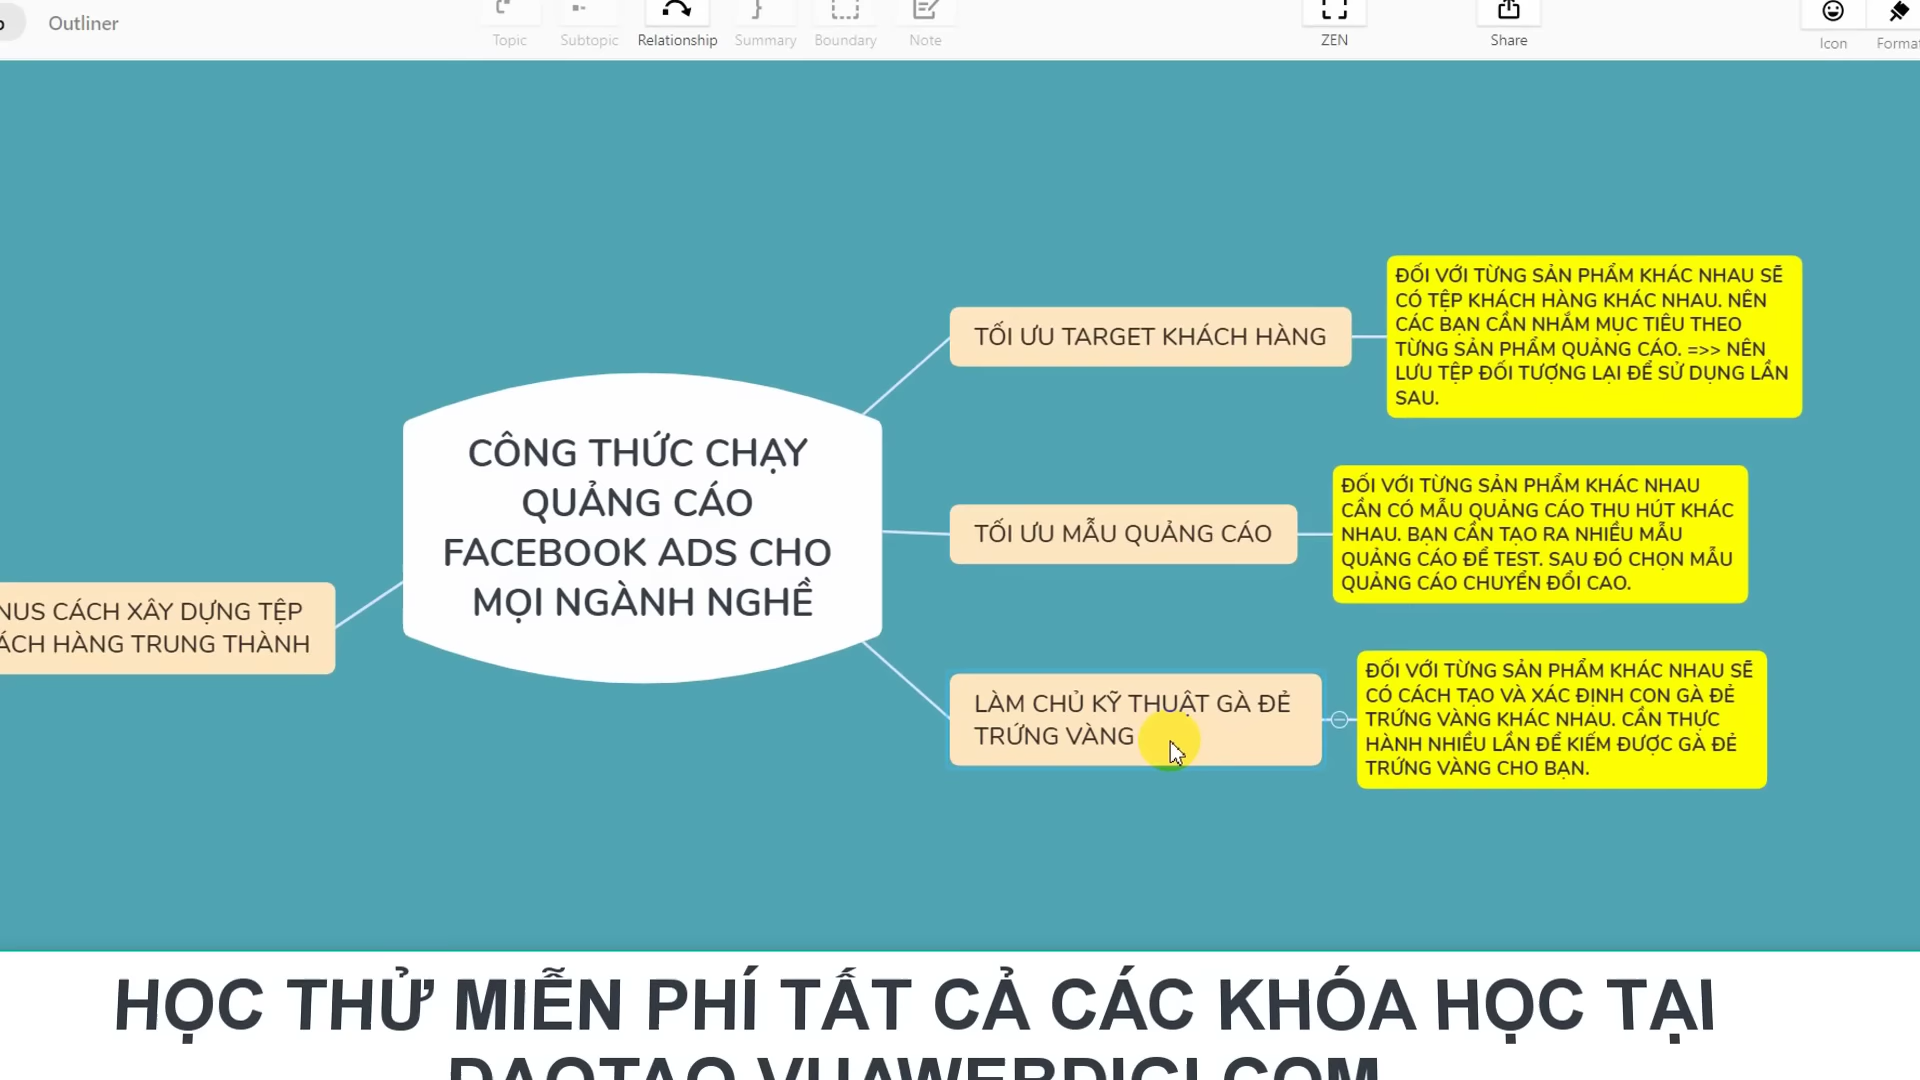 Outliner
Topic
Subtopic
Relationship
Summary
Boundary
Note
ZEN
Share
Icon
CÔNG THỨC CHẠY
QUẢNG CÁO
FACEBOOK ADS CHO
MỌI NGÀNH NGHỀ
CÁCH XÂY DỰNG TỆP
HÀNG TRUNG THÀNH
TỐI ƯU TARGET KHÁCH HÀNG
ĐỐI VỚI TỪNG SẢN PHẨM KHÁC NHAU SẼ
CÓ TỆP KHÁCH HÀNG KHÁC NHAU. NÊN
CÁC BẠN CẦN NHẮM MỤC TIÊU THEO
TỪNG SẢN PHẨM QUẢNG CÁO. =>> NÊN
LƯU TỆP ĐỐI TƯỢNG LẠI ĐỂ SỬ DỤNG LẦN
SAU.
TỐI ƯU MẪU QUẢNG CÁO
ĐỐI VỚI TỪNG SẢN PHẨM KHÁC NHAU
CẦN CÓ MẪU QUẢNG CÁO THU HÚT KHÁC
NHAU. BẠN CẦN TẠO RA NHIỀU MẪU
QUẢNG CÁO ĐỂ TEST. SAU ĐÓ CHỌN MẪU
QUẢNG CÁO CHUYỂN ĐỔI CAO.
LÀM CHỦ KỸ THUẬT GÀ ĐẺ
TRỨNG VÀNG
ĐỐI VỚI TỪNG SẢN PHẨM KHÁC NHAU SẼ
CÓ CÁCH TẠO VÀ XÁC ĐỊNH CON GÀ ĐẺ
TRỨNG VÀNG KHÁC NHAU. CẦN THỰC
HÀNH NHIỀU LẦN ĐỂ KIẾM ĐƯỢC GÀ ĐẺ
TRỨNG VÀNG CHO BẠN.
HỌC THỬ MIỄN PHÍ TẤT CẢ CÁC KHÓA HỌC TẠI
DAOTAO.VUAWEBDIGI.COM